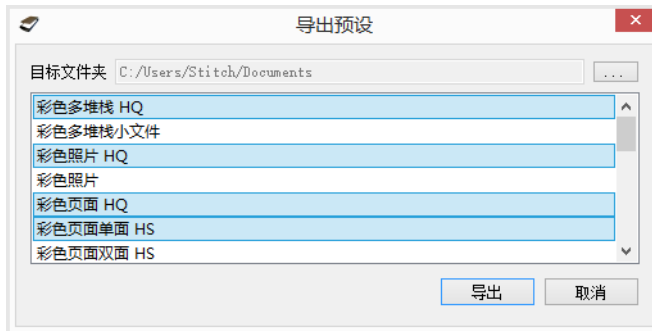 导出预设
目标文件夹 C:/Users/Stitch/Documents ...
彩色多堆栈 HQ
彩色多堆栈小文件
彩色照片 HQ
彩色照片
彩色页面 HQ
彩色页面单面 HS
彩色页面双面 HS
导出 取消